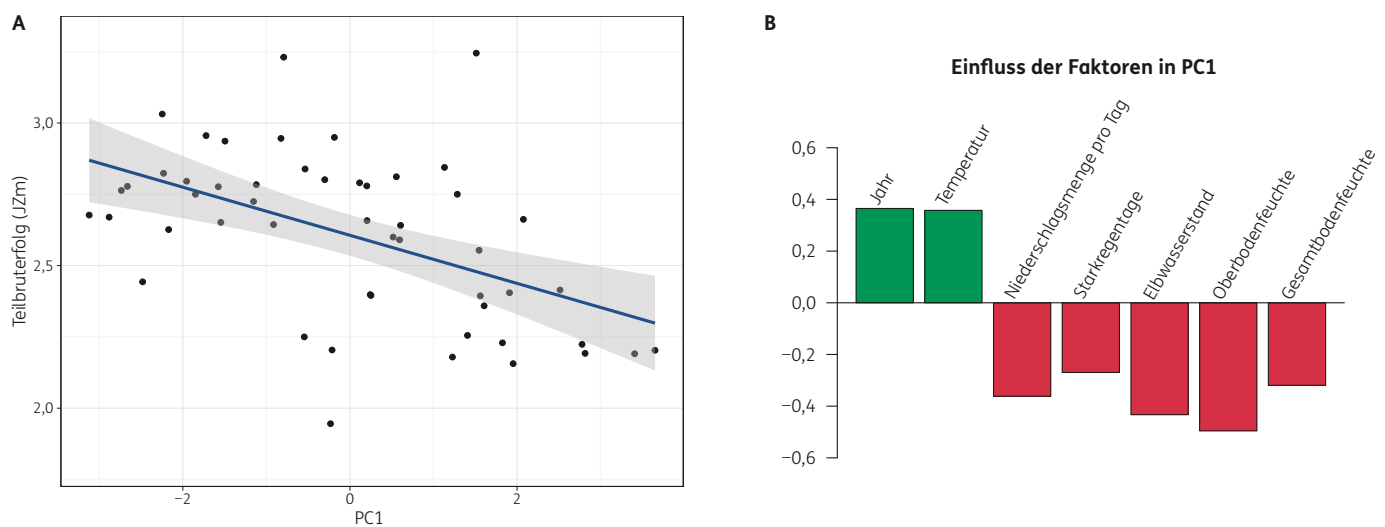 A
Teilbruterfolg (JZm)
3,0
2,5
2,0
−2
0
2
PC1
B
Einfluss der Faktoren in PC1
0,6
0,4
0,2
0,0
−0,2
−0,4
−0,6
Jahr
Temperatur
Niederschlagsmenge pro Tag
Starkregentage
Elbwasserstand
Oberbodenfeuchte
Gesamtbodenfeuchte